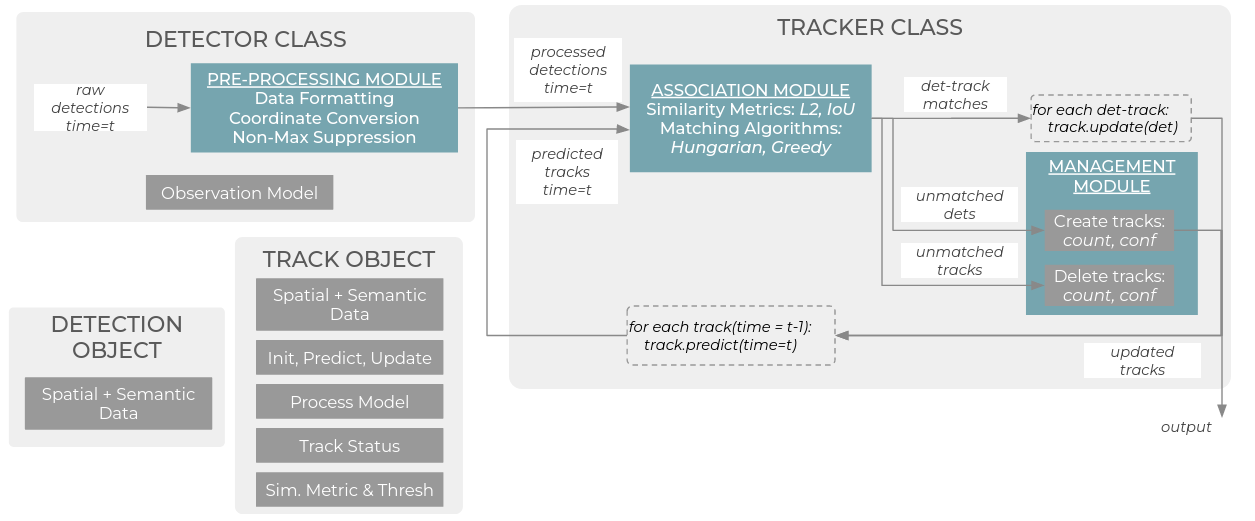 DETECTOR CLASS
raw
detections
time=t
PRE-PROCESSING MODULE
Data Formatting
Coordinate Conversion
Non-Max Suppression
Observation Model
TRACKER CLASS
processed
detections
time=t
predicted
tracks
time=t
ASSOCIATION MODULE
Similarity Metrics: L2, IoU
Matching Algorithms:
Hungarian, Greedy
det-track
matches
for each det-track:
track.update(det)
MANAGEMENT
MODULE
unmatched
dets
Create tracks:
count, conf
unmatched
tracks
Delete tracks:
count, conf
for each track(time = t-1):
track.predict(time=t)
updated
tracks
output
TRACK OBJECT
Spatial + Semantic
Data
Init, Predict, Update
Process Model
Track Status
Sim. Metric & Thresh
DETECTION
OBJECT
Spatial + Semantic
Data